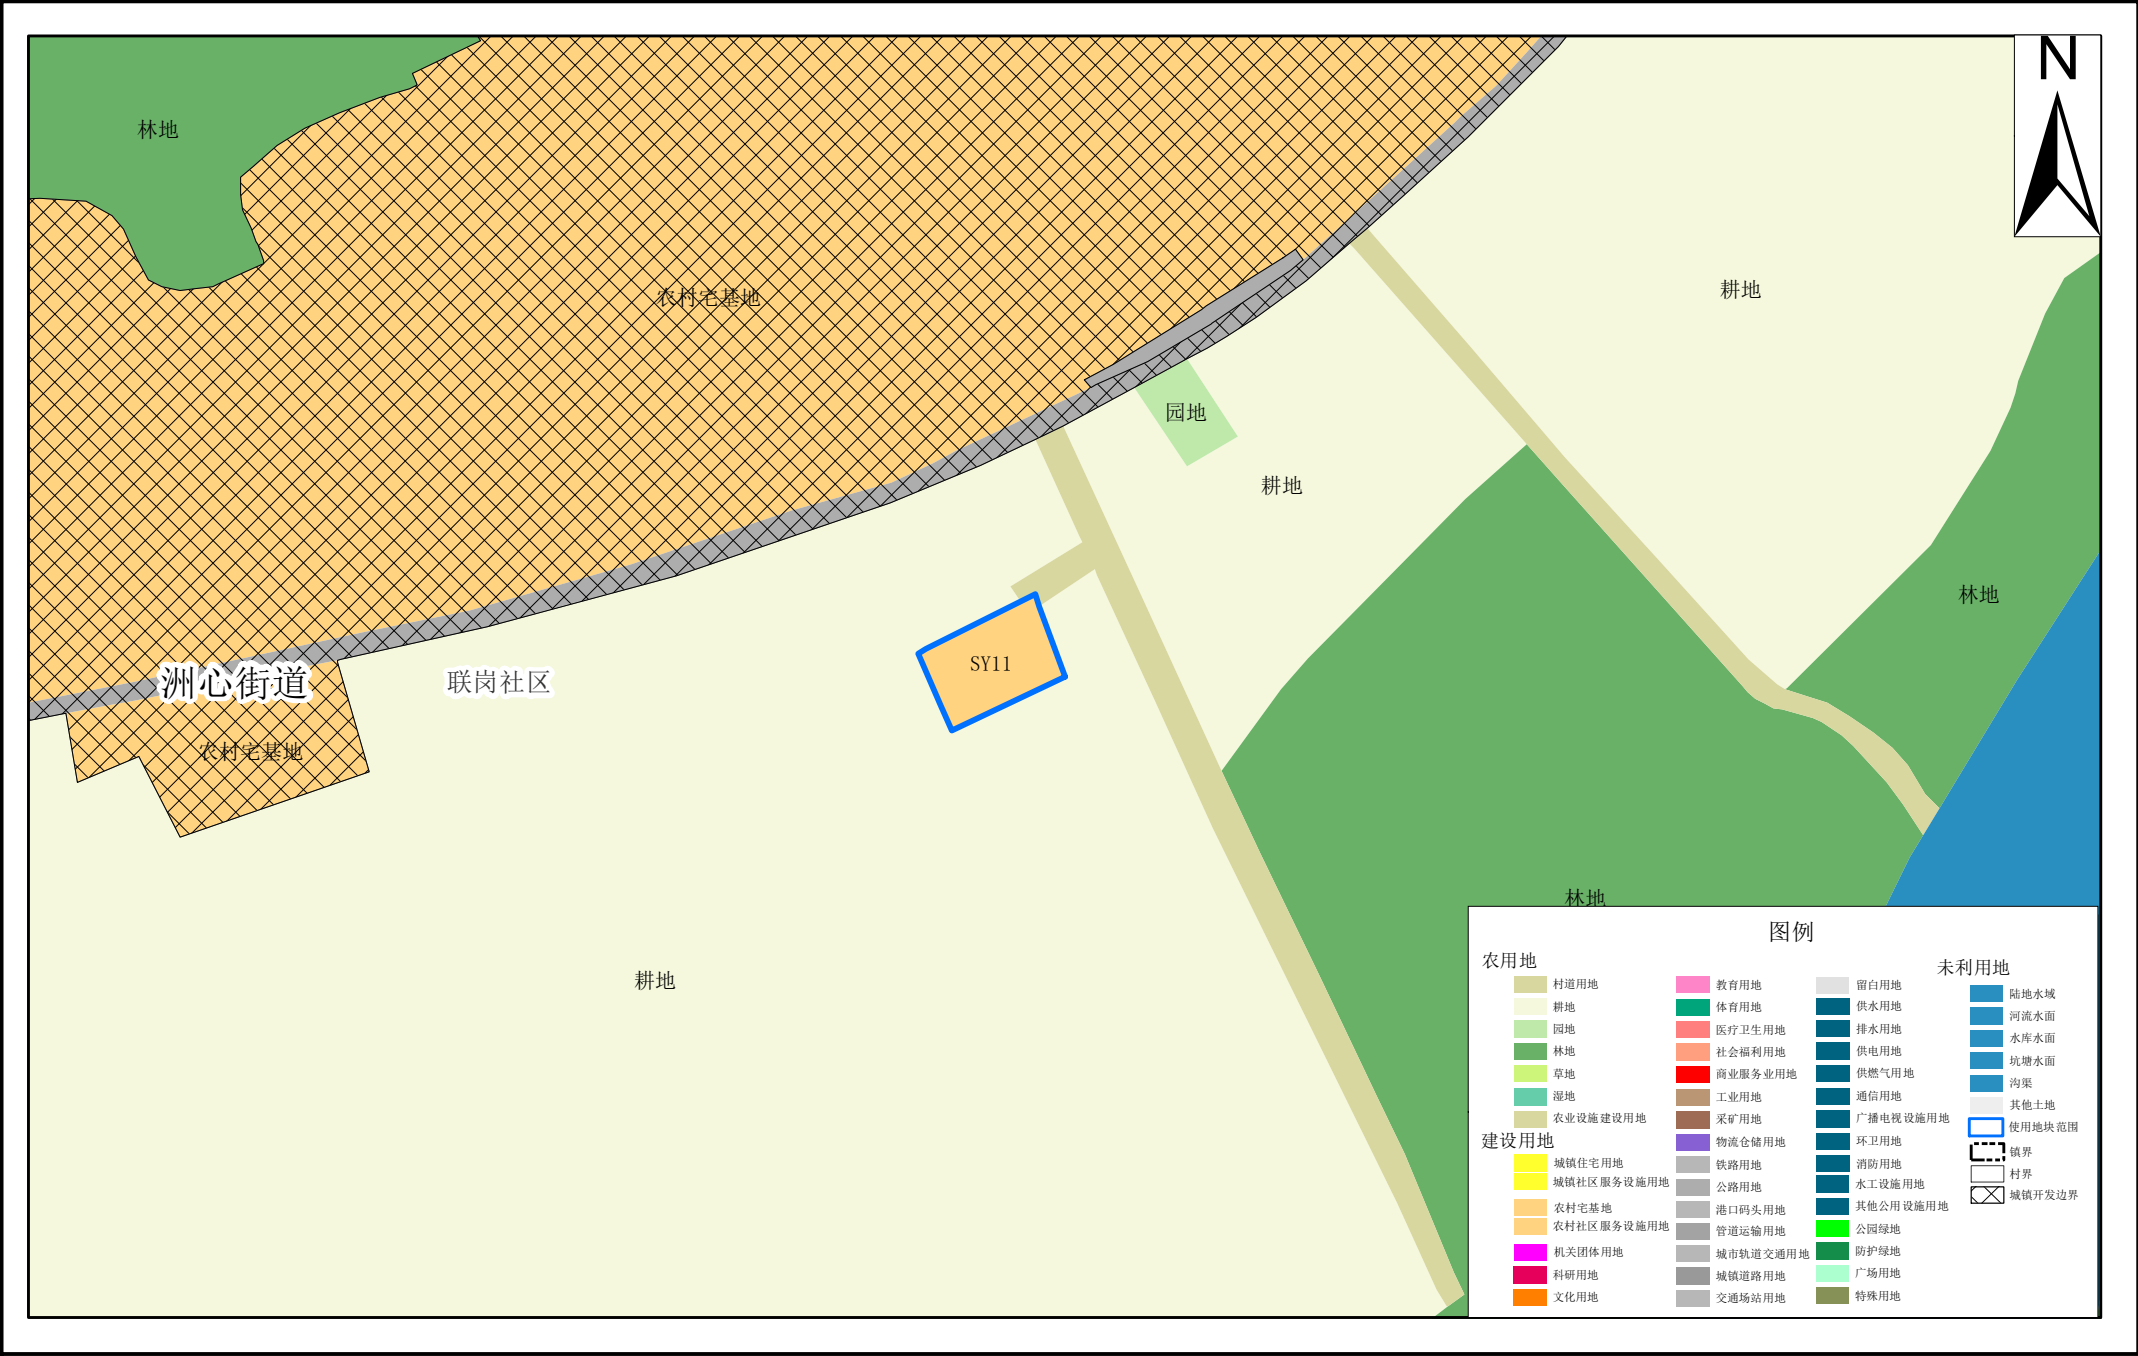 N
林地
农村宅基地
耕地
园地
耕地
林地
SY11
洲心街道
联岗社区
农村宅基地
林地
耕地
图例
农用地
村道用地
耕地
园地
林地
草地
湿地
农业设施建设用地
建设用地
城镇住宅用地
城镇社区服务设施用地
农村宅基地
农村社区服务设施用地
机关团体用地
科研用地
文化用地
教育用地
体育用地
医疗卫生用地
社会福利用地
商业服务业用地
工业用地
采矿用地
物流仓储用地
铁路用地
公路用地
港口码头用地
管道运输用地
城市轨道交通用地
城镇道路用地
交通场站用地
留白用地
供水用地
排水用地
供电用地
供燃气用地
通信用地
广播电视设施用地
环卫用地
消防用地
水工设施用地
其他公用设施用地
公园绿地
防护绿地
广场用地
特殊用地
未利用地
陆地水域
河流水面
水库水面
坑塘水面
沟渠
其他土地
使用地块范围
镇界
村界
城镇开发边界